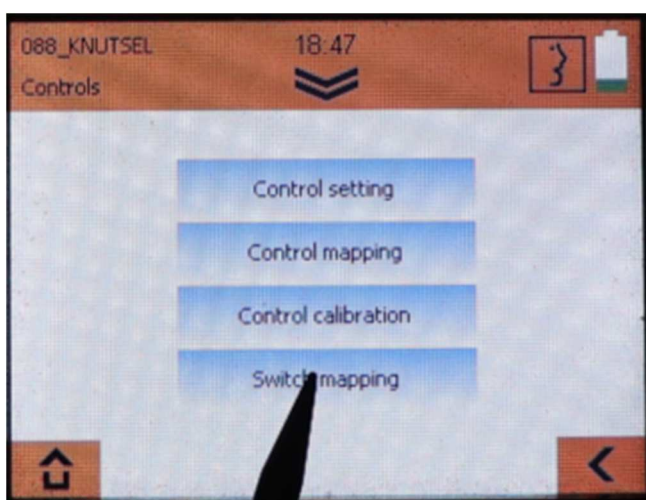 088_KNUTSEL
18:47
Controls
Control setting
Control mapping
Control calibration
Switch mapping